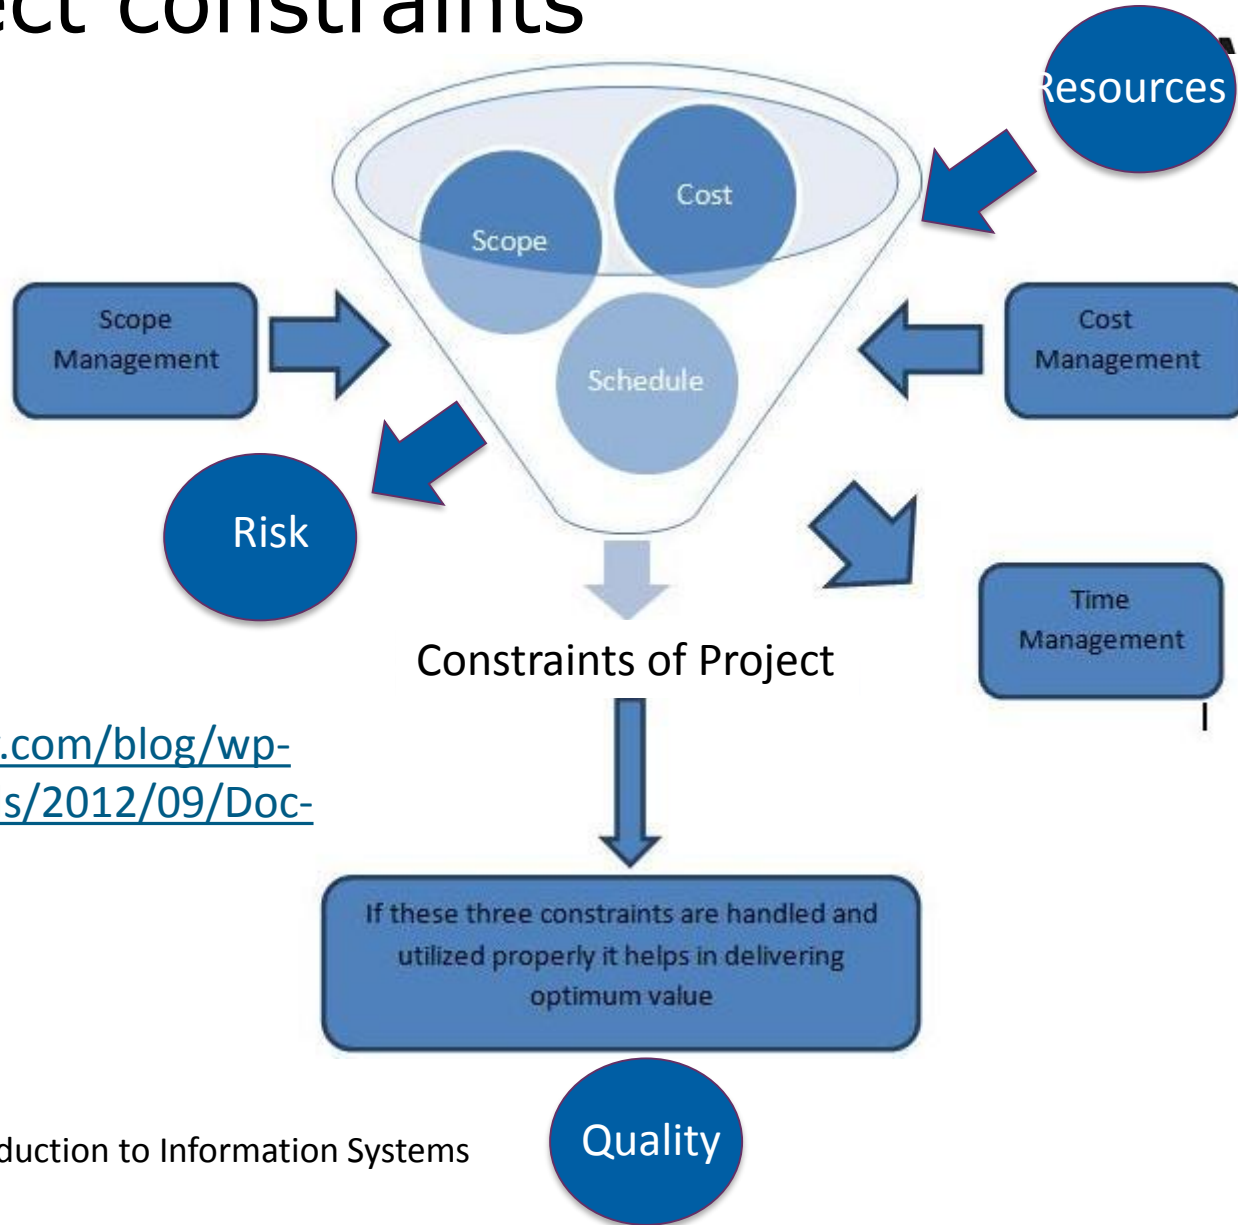 ect constraints
Resources
Cost
Scope
Scope
Management
Cost
Management
Schedule
Risk
Time
Management
Constraints of Project
.com/blog/wp-
s/2012/09/Doc-
If these three constraints are handled and
utilized properly it helps in delivering
optimum value
Quality
duction to Information Systems